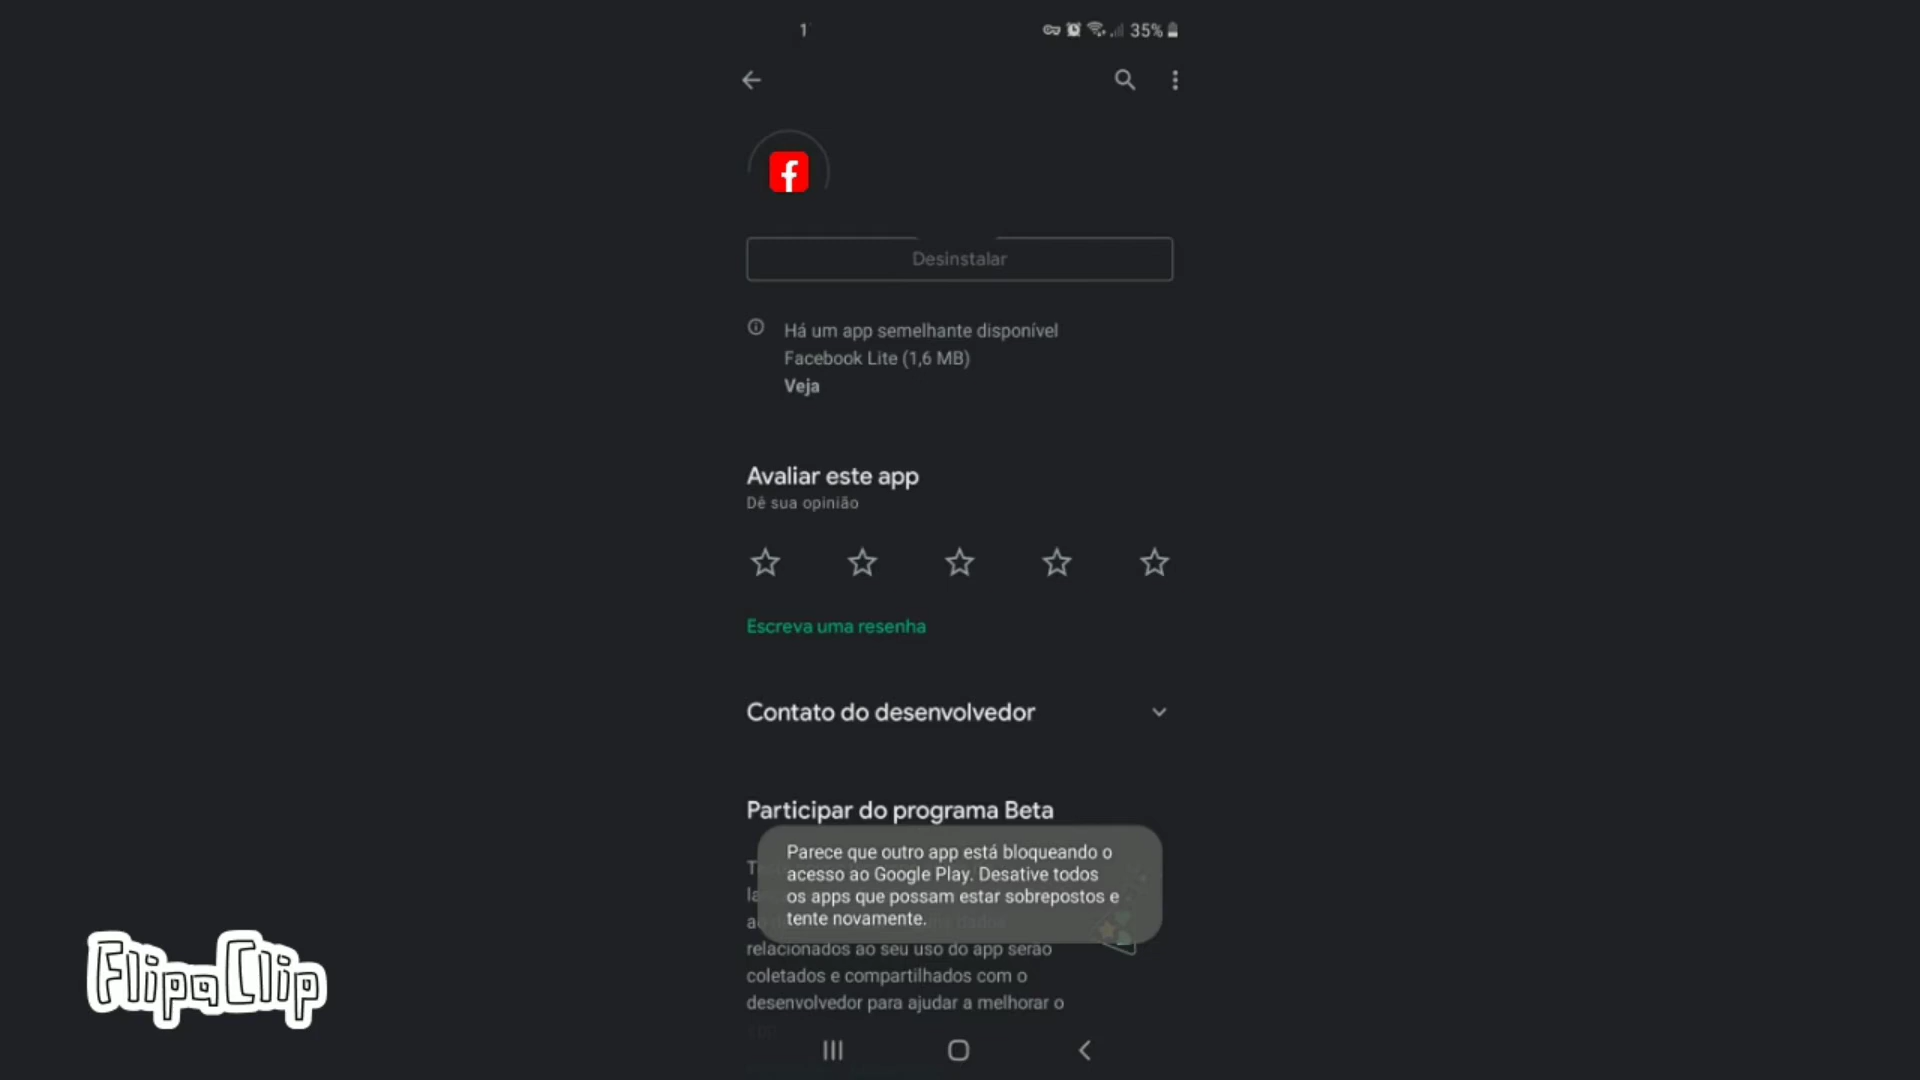 1
35%
f
Desinstalar
Há um app semelhante disponível
Facebook Lite (1,6 MB)
Veja
Avaliar este app
Dê sua opinião
Escreva uma resenha
Contato do desenvolvedor
Participar do programa Beta
Parece que outro app está bloqueando o
acesso ao Google Play. Desative todos
os apps que possam estar sobrepostos e
tente novamente.
relacionados ao seu uso do app serão
coletados e compartilhados com o
desenvolvedor para ajudar a melhorar o
FlipaClip